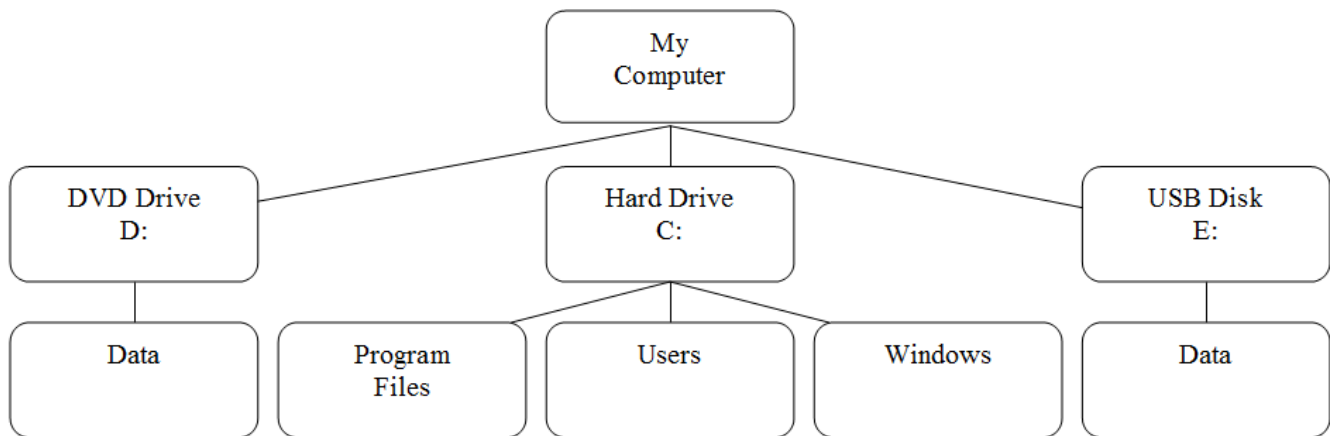 My
Computer
DVD Drive
D:
Hard Drive
C:
USB Disk
E:
Data
Program
Files
Users
Windows
Data